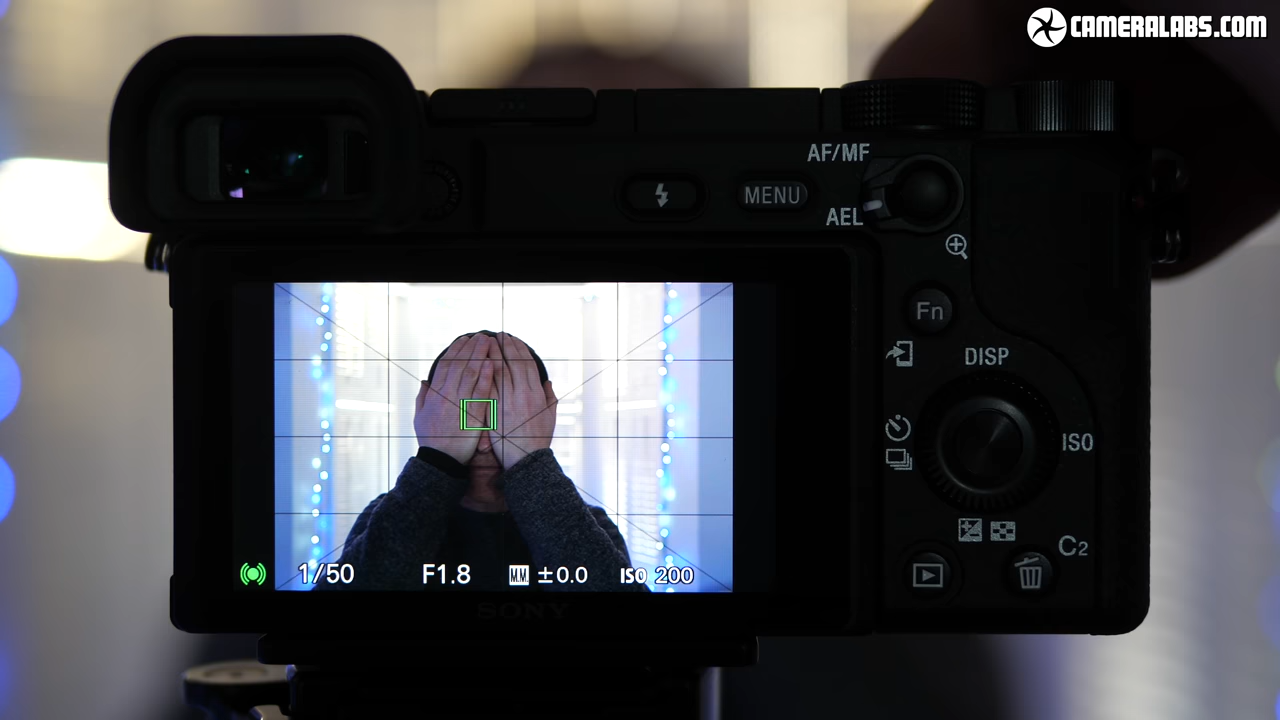 CAMERALABS.COM
AF/MF
MENU
AEL
Fn
DISP
ISO
1/50 F1.8 M.M. ±0.0 ISO 200
C2
SONY